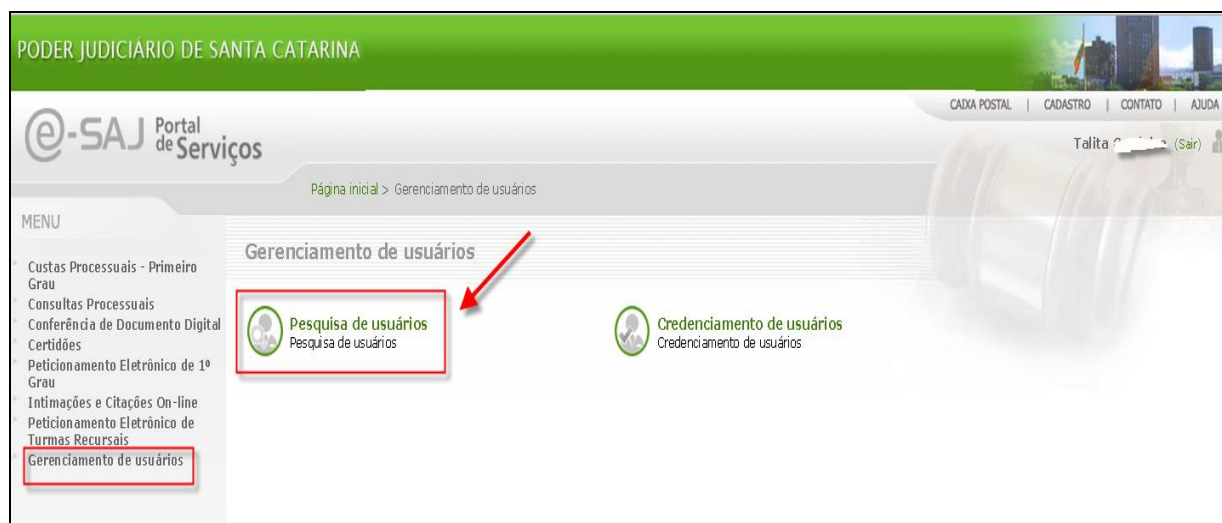 PODER JUDICIÁRIO DE SANTA CATARINA
CAIXA POSTAL | CADASTRO | CONTATO | AJUDA
e-SAJ Portal de Serviços
Talita (Sair)
Página inicial > Gerenciamento de usuários
MENU
Custas Processuais - Primeiro
Grau
Consultas Processuais
Conferência de Documento Digital
Certidões
Peticionamento Eletrônico de 1º
Grau
Intimações e Citações On-line
Peticionamento Eletrônico de
Turmas Recursais
Gerenciamento de usuários
Gerenciamento de usuários
Pesquisa de usuários
Pesquisa de usuários
Credenciamento de usuários
Credenciamento de usuários